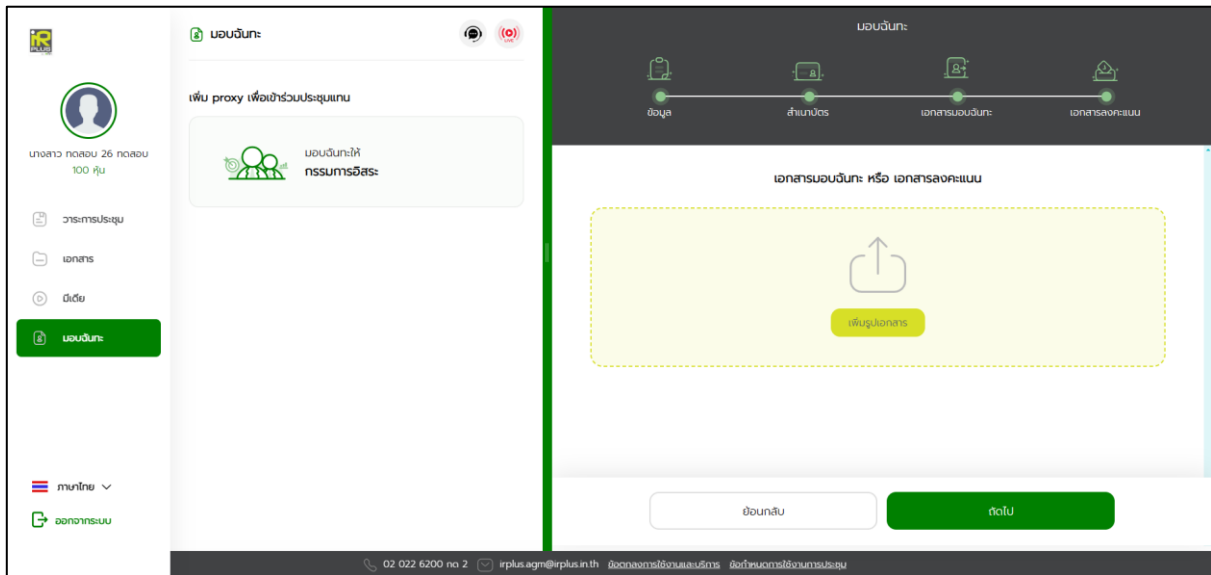 iR
PLUS
นางสาว ทดสอบ 26 ทดสอบ
100 หุ้น
วาระการประชุม
เอกสาร
มีเดีย
มอบฉันทะ
ภาษาไทย
ออกจากระบบ
มอบฉันทะ
LIVE
เพิ่ม proxy เพื่อเข้าร่วมประชุมแทน
มอบฉันทะให้
กรรมการอิสระ
มอบฉันทะ
ข้อมูล สำเนาบัตร เอกสารมอบฉันทะ เอกสารลงคะแนน
เอกสารมอบฉันทะ หรือ เอกสารลงคะแนน
เพิ่มรูปเอกสาร
ย้อนกลับ ถัดไป
02 022 6200 กด 2 irplus.agm@irplus.in.th ข้อตกลงการใช้งานและบริการ ข้อกำหนดการใช้งานการประชุม